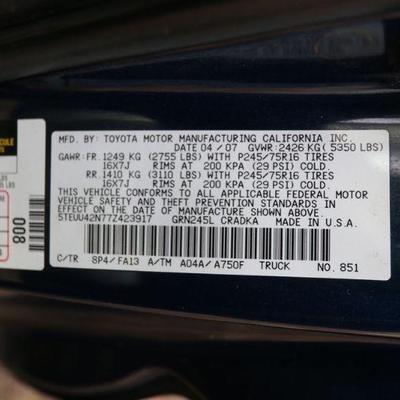 MFD. BY: TOYOTA MOTOR MANUFACTURING CALIFORNIA INC.
DATE 04 / 07 GVWR: 2426 KG ( 5350 LBS)
GAWR: FR. 1249 KG (2755 LBS) WITH P245/75R16 TIRES
16X7J RIMS AT 200 KPA (29 PSI) COLD
RR. 1410 KG (3110 LBS) WITH P245/75R16 TIRES
16X7J RIMS AT 200 KPA (29 PSI) COLD
THIS VEHICLE CONFORMS TO ALL APPLICABLE FEDERAL MOTOR
VEHICLE SAFETY AND THEFT PREVENTION STANDARDS IN
EFFECT ON THE DATE OF MANUFACTURE SHOWN ABOVE.
5TEUU42N77Z423917 GRN245L CRADKA MADE IN U.S.A.
C/TR 8P4/FA13 A/TM A04A/A750F TRUCK NO. 851
800